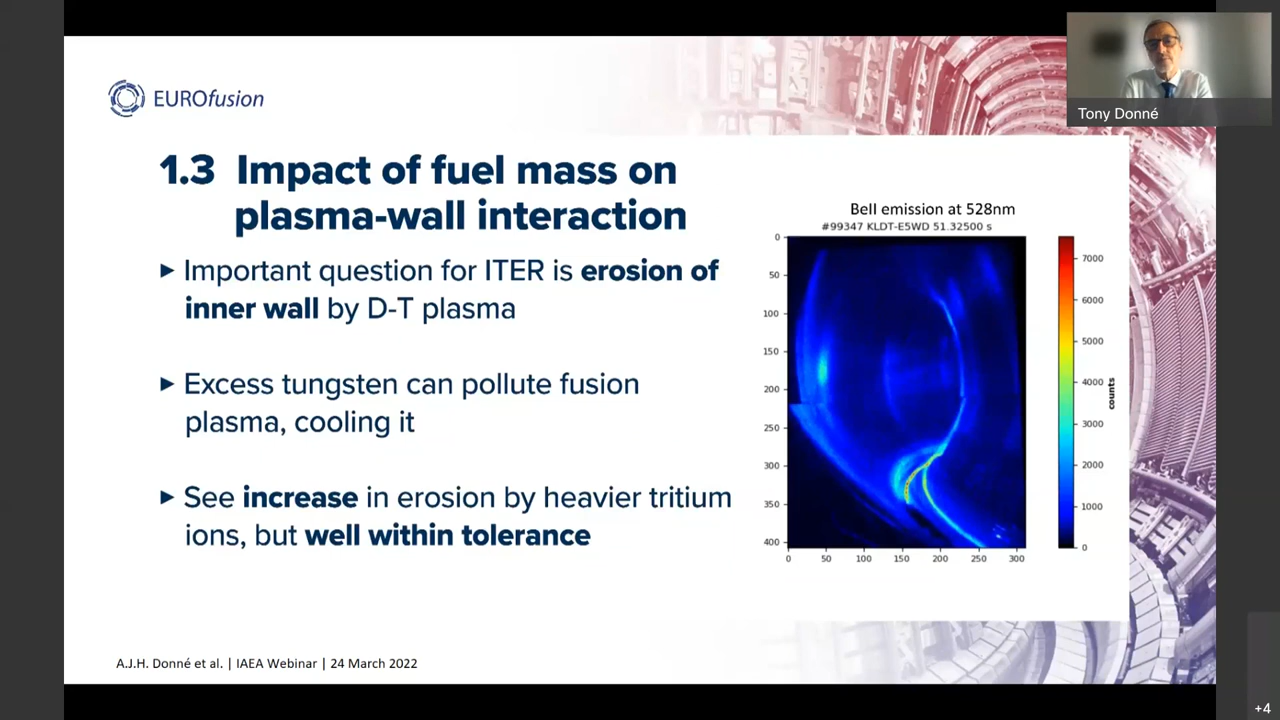 EUROfusion
Tony Donné
1.3 Impact of fuel mass on
plasma-wall interaction
Important question for ITER is erosion of
inner wall by D-T plasma
Excess tungsten can pollute fusion
plasma, cooling it
See increase in erosion by heavier tritium
ions, but well within tolerance
BeII emission at 528nm
#99347 KLDT-E5WD 51.32500 s
0
50
100
150
200
250
300
350
400
0 50 100 150 200 250 300
7000
6000
5000
4000
3000
2000
1000
0
counts
A.J.H. Donné et al. | IAEA Webinar | 24 March 2022
+4